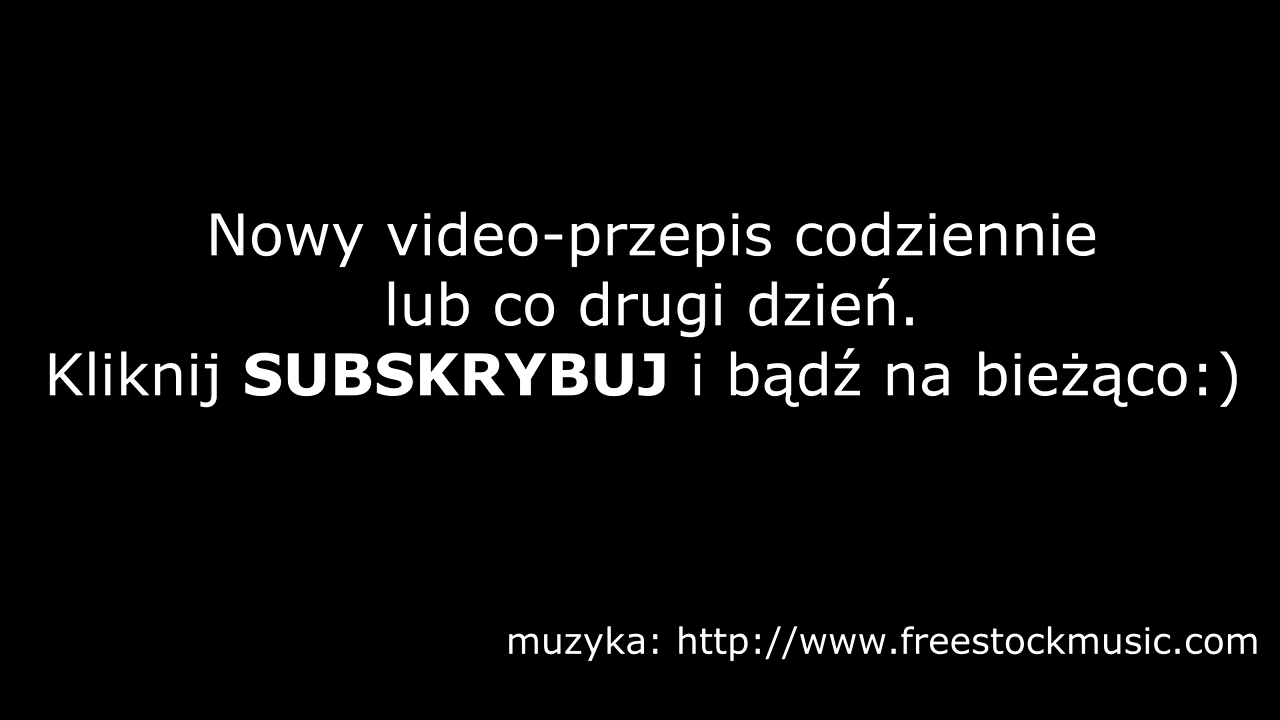 Nowy video-przepis codziennie
lub co drugi dzień.
Kliknij SUBSKRYBUJ i bądź na bieżąco:)
muzyka: http://www.freestockmusic.com